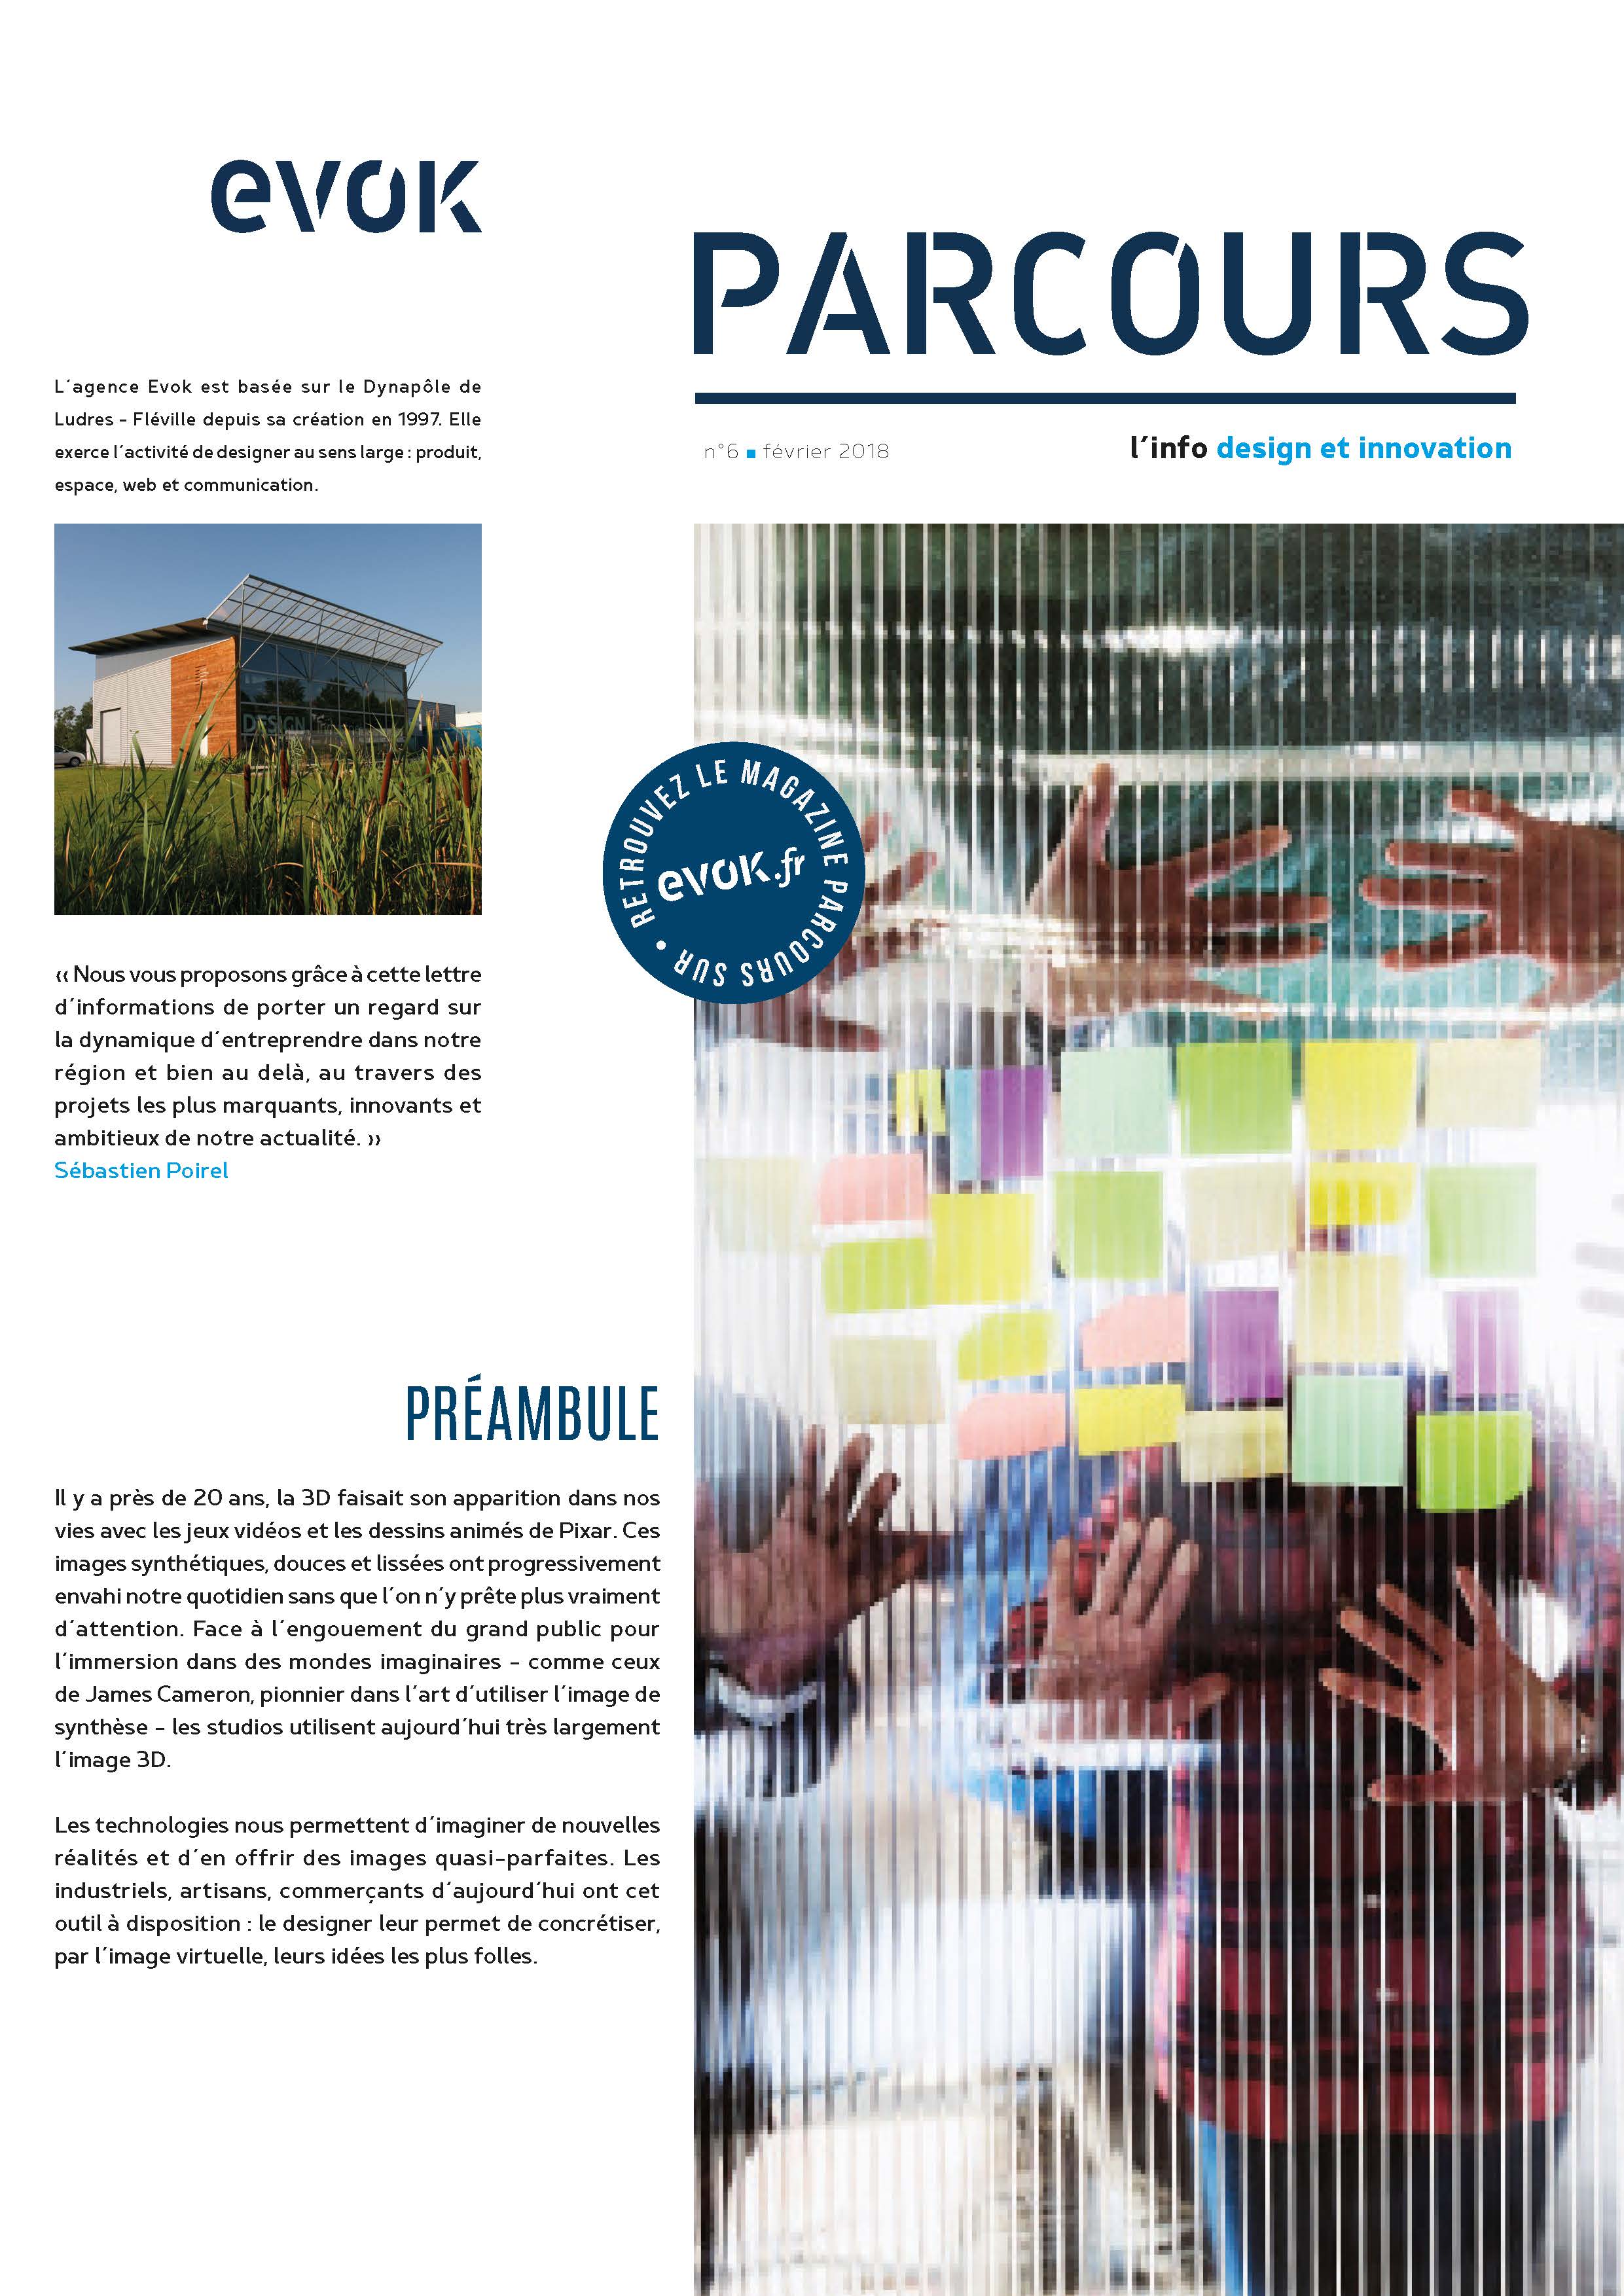 evok
L'agence Evok est basée sur le Dynapôle de
Ludres - Fléville depuis sa création en 1997. Elle
exerce l'activité de designer au sens large : produit,
espace, web et communication.
DESIGN
« Nous vous proposons grâce à cette lettre
d'informations de porter un regard sur
la dynamique d'entreprendre dans notre
région et bien au delà, au travers des
projets les plus marquants, innovants et
ambitieux de notre actualité. »
Sébastien Poirel
PARCOURS
n°6 ■ février 2018
l'info design et innovation
RETROUVEZ LE MAGAZINE PARCOURS SUR •
evok.fr
PRÉAMBULE
Il y a près de 20 ans, la 3D faisait son apparition dans nos
vies avec les jeux vidéos et les dessins animés de Pixar. Ces
images synthétiques, douces et lissées ont progressivement
envahi notre quotidien sans que l'on n'y prête plus vraiment
d'attention. Face à l'engouement du grand public pour
l'immersion dans des mondes imaginaires - comme ceux
de James Cameron, pionnier dans l'art d'utiliser l'image de
synthèse - les studios utilisent aujourd'hui très largement
l'image 3D.
Les technologies nous permettent d'imaginer de nouvelles
réalités et d'en offrir des images quasi-parfaites. Les
industriels, artisans, commerçants d'aujourd'hui ont cet
outil à disposition : le designer leur permet de concrétiser,
par l'image virtuelle, leurs idées les plus folles.